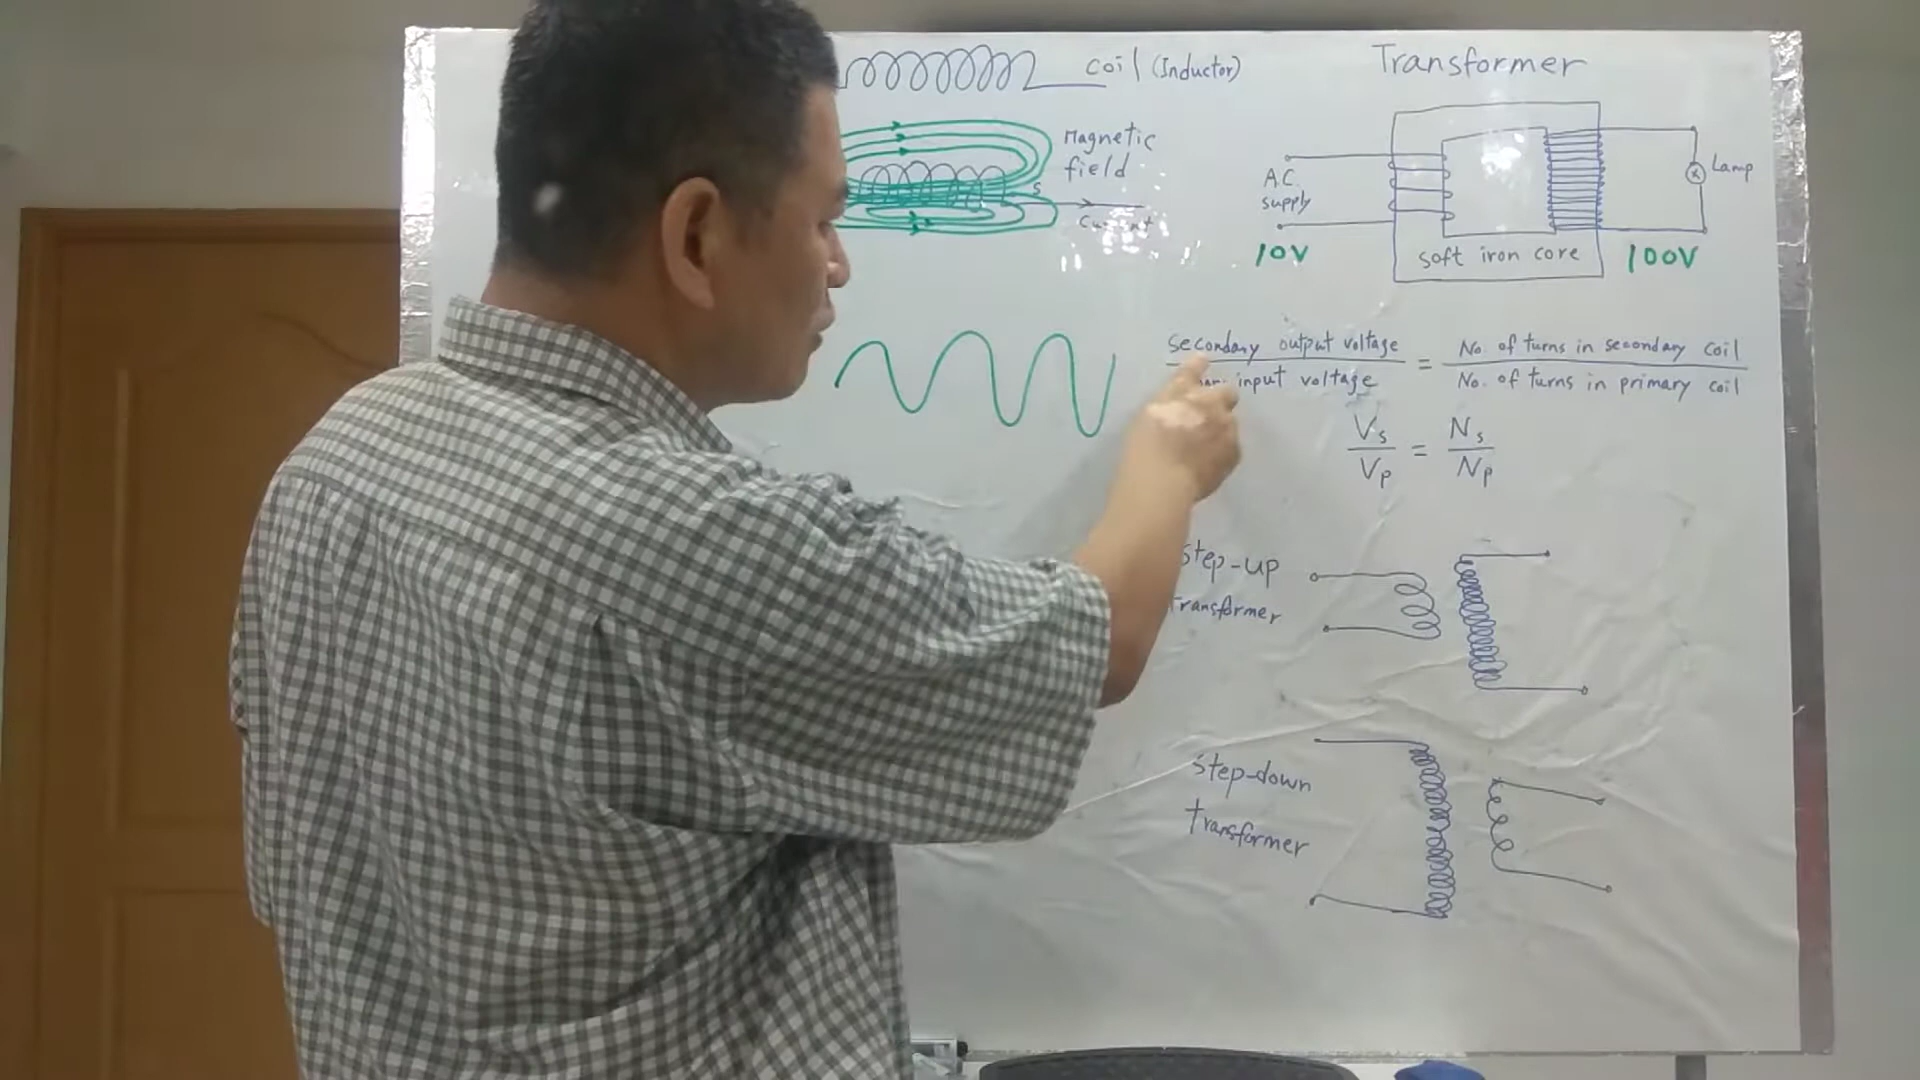 coil (Inductor)
Magnetic
field
S
Current
Transformer
A.C.
supply
10V
soft iron core
100V
Lamp
Secondary output voltage
input voltage
=
No. of turns in secondary coil
No. of turns in primary coil
Vs
Vp
=
Ns
Np
Step-up
Transformer
Step-down
transformer